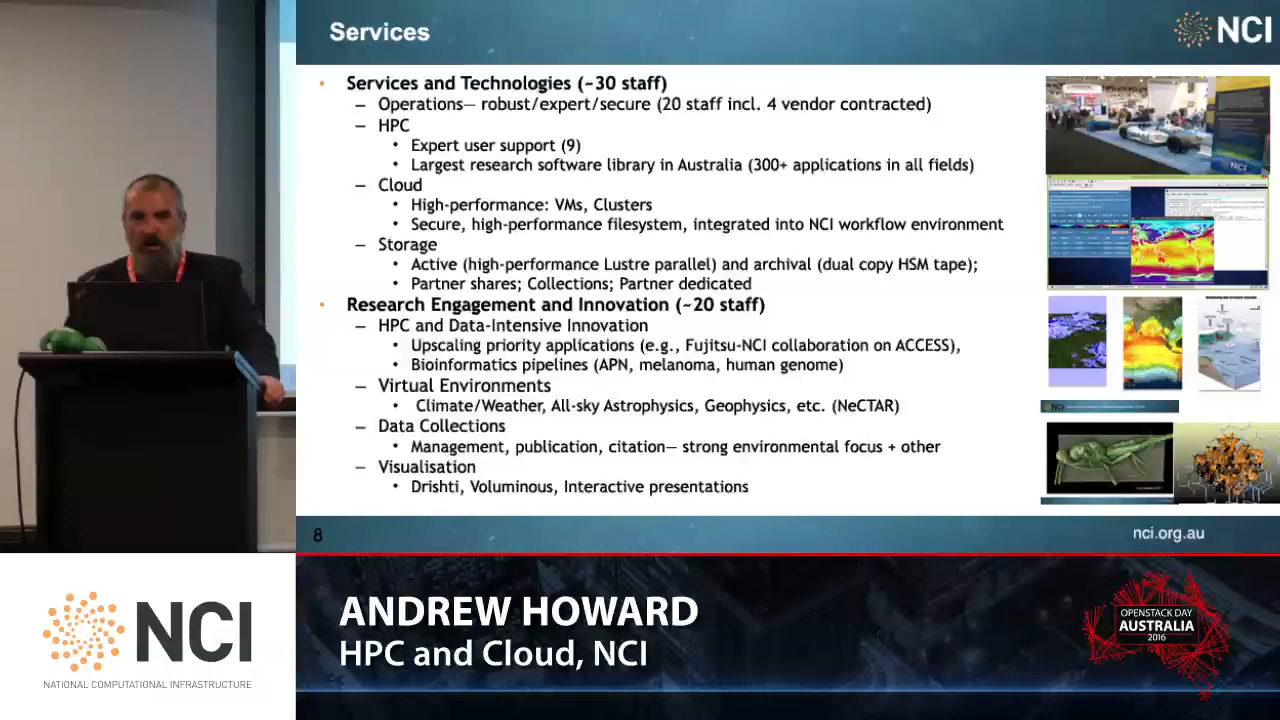 Services
NCI
• Services and Technologies (~30 staff)
– Operations— robust/expert/secure (20 staff incl. 4 vendor contracted)
– HPC
• Expert user support (9)
• Largest research software library in Australia (300+ applications in all fields)
– Cloud
• High-performance: VMs, Clusters
• Secure, high-performance filesystem, integrated into NCI workflow environment
– Storage
• Active (high-performance Lustre parallel) and archival (dual copy HSM tape);
• Partner shares; Collections; Partner dedicated
• Research Engagement and Innovation (~20 staff)
– HPC and Data-Intensive Innovation
• Upscaling priority applications (e.g., Fujitsu-NCI collaboration on ACCESS),
• Bioinformatics pipelines (APN, melanoma, human genome)
– Virtual Environments
• Climate/Weather, All-sky Astrophysics, Geophysics, etc. (NeCTAR)
– Data Collections
• Management, publication, citation— strong environmental focus + other
– Visualisation
• Drishti, Voluminous, Interactive presentations
NCI
NCI
8
nci.org.au
NCI
NATIONAL COMPUTATIONAL INFRASTRUCTURE
ANDREW HOWARD
HPC and Cloud, NCI
OPENSTACK DAY
AUSTRALIA
2016